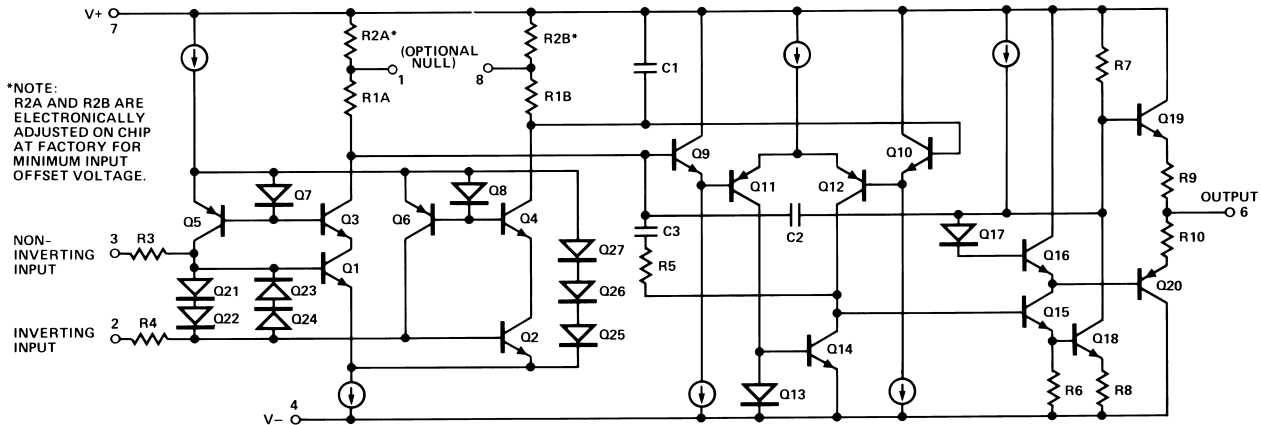 V+
7
R2A*
(OPTIONAL
NULL)
1
8
R2B*
R1A
R1B
C1
R7
*NOTE:
R2A AND R2B ARE
ELECTRONICALLY
ADJUSTED ON CHIP
AT FACTORY FOR
MINIMUM INPUT
OFFSET VOLTAGE.
Q19
Q9
Q10
Q11
Q12
Q7
Q8
Q5
Q3
Q6
Q4
R9
OUTPUT
6
R10
NON-
INVERTING
INPUT
3
R3
Q1
Q27
C3
C2
R5
Q17
Q16
Q21
Q23
Q26
Q20
Q22
Q24
Q15
INVERTING
INPUT
2
R4
Q2
Q25
Q14
Q18
Q13
R6
R8
V−
4